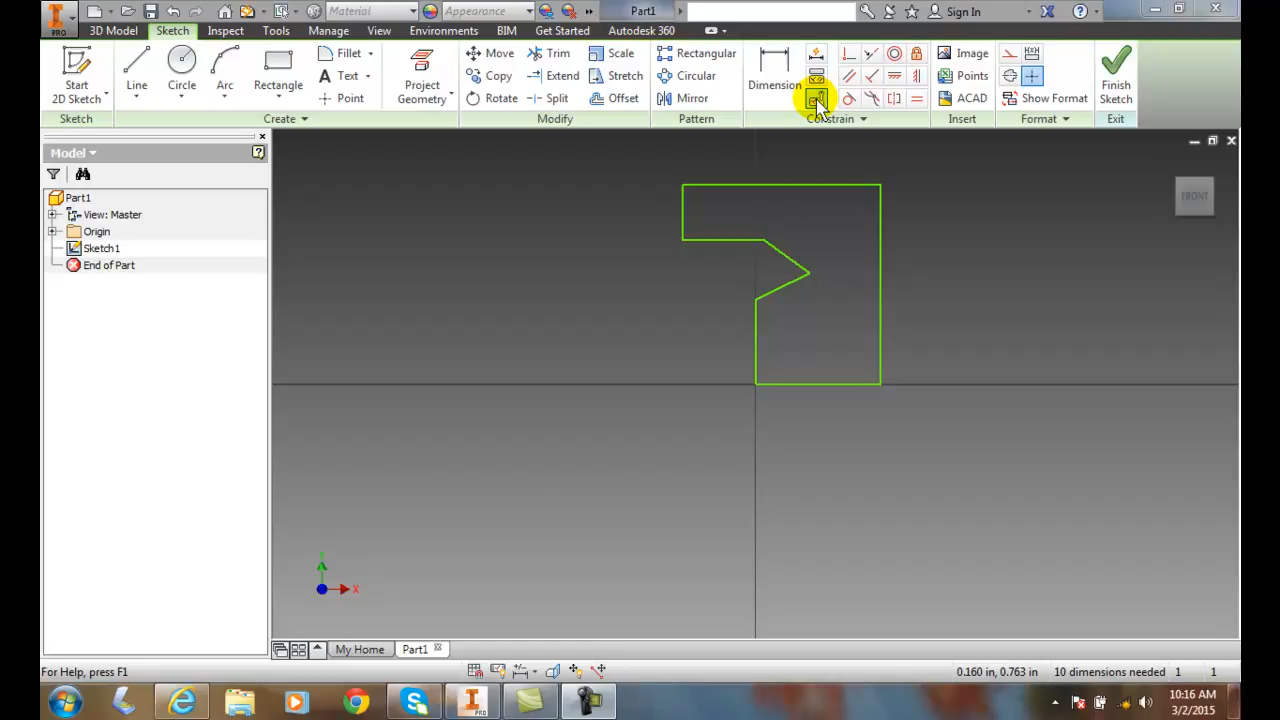 PRO
Material
Appearance
Part1
Sign In
3D Model Sketch Inspect Tools Manage View Environments BIM Get Started Autodesk 360
Start
2D Sketch
Line
Circle
Arc
Rectangle
Fillet
Text
Point
Project
Geometry
Move
Copy
Rotate
Trim
Extend
Split
Scale
Stretch
Offset
Rectangular
Circular
Mirror
Dimension
Image
Points
ACAD
Show Format
Finish
Sketch
Sketch Create Modify Pattern Constrain Insert Format Exit
Model
Part1
View: Master
Origin
Sketch1
End of Part
FRONT
X
My Home Part1
For Help, press F1
0.160 in, 0.763 in 10 dimensions needed 1 1
PRO
10:16 AM
3/2/2015